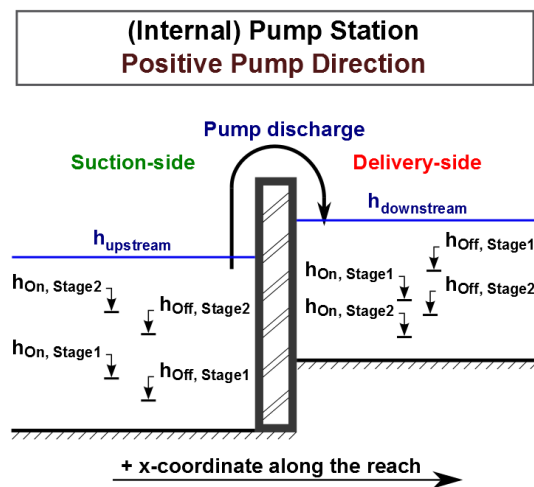 (Internal) Pump Station
Positive Pump Direction
Pump discharge
Suction-side
Delivery-side
hupstream
hdownstream
hOn, Stage2
hOff, Stage2
hOn, Stage1
hOff, Stage1
hOff, Stage1
hOn, Stage1
hOff, Stage2
hOn, Stage2
+ x-coordinate along the reach